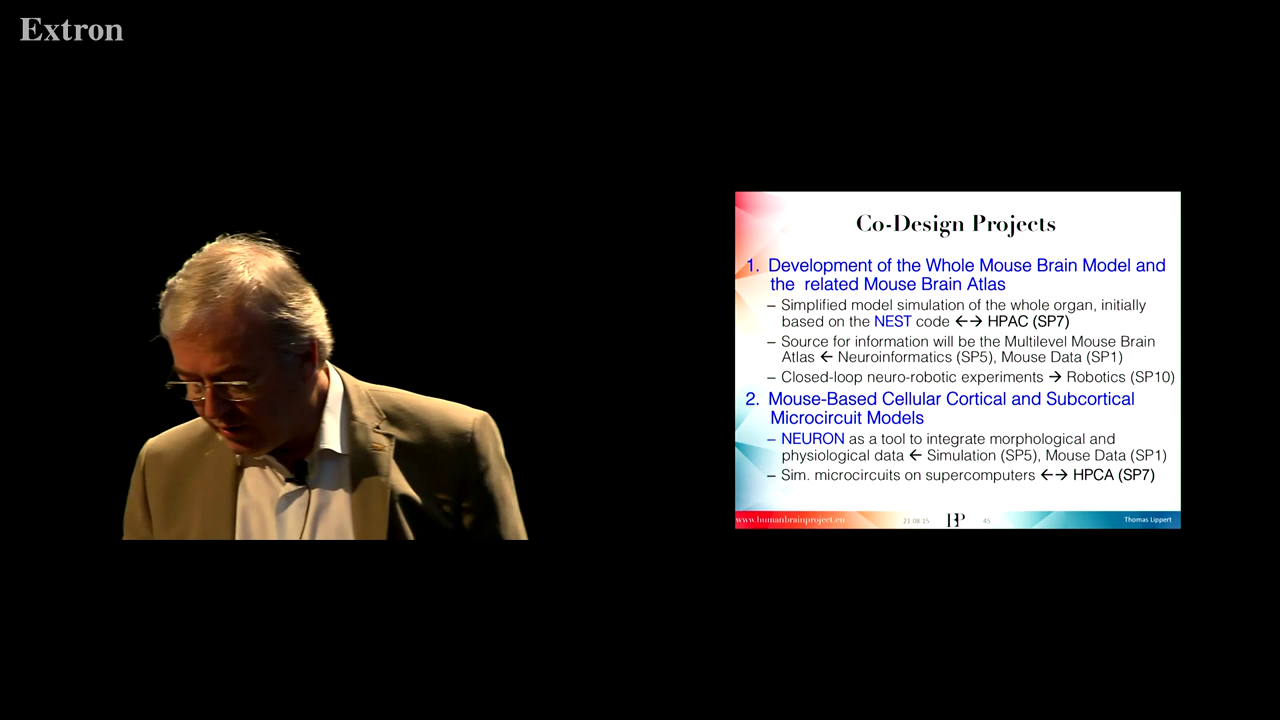 Extron
Co-Design Projects
1. Development of the Whole Mouse Brain Model and
the related Mouse Brain Atlas
– Simplified model simulation of the whole organ, initially
based on the NEST code ←→ HPAC (SP7)
– Source for information will be the Multilevel Mouse Brain
Atlas ← Neuroinformatics (SP5), Mouse Data (SP1)
– Closed-loop neuro-robotic experiments → Robotics (SP10)
2. Mouse-Based Cellular Cortical and Subcortical
Microcircuit Models
– NEURON as a tool to integrate morphological and
physiological data ← Simulation (SP5), Mouse Data (SP1)
– Sim. microcircuits on supercomputers ←→ HPCA (SP7)
www.humanbrainproject.eu 21.08.15 45 Thomas Lippert